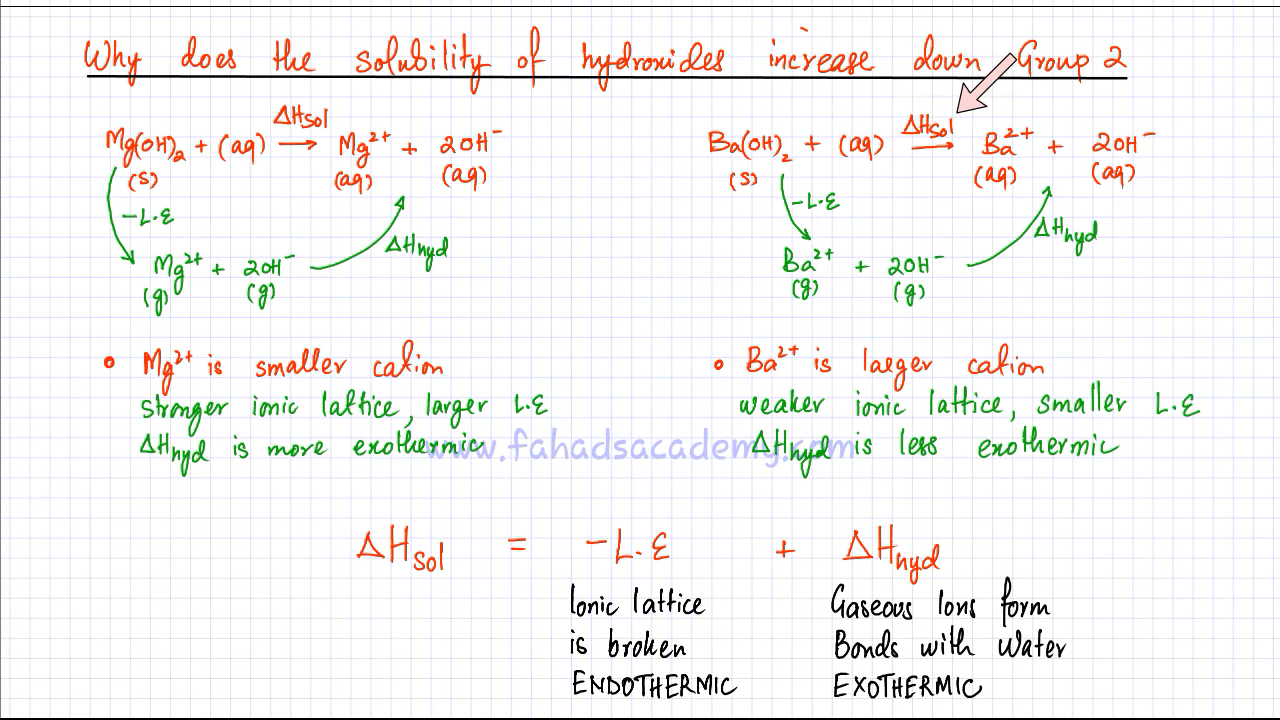 Why does the solubility of hydroxides increase down Group 2
ΔHsol
Mg(OH)₂ + (aq) → Mg²⁺ + 2OH⁻
(s) (aq) (aq)
-L.E
ΔHhyd
Mg²⁺ + 2OH⁻
(g) (g)
ΔHsol
Ba(OH)₂ + (aq) → Ba²⁺ + 2OH⁻
(s) (aq) (aq)
-L.E
ΔHhyd
Ba²⁺ + 2OH⁻
(g) (g)
• Mg²⁺ is smaller cation
stronger ionic lattice, larger L.E
ΔHhyd is more exothermic
• Ba²⁺ is larger cation
weaker ionic lattice, smaller L.E
ΔHhyd is less exothermic
www.fahadsacademy.com
ΔHsol = -L.E + ΔHhyd
Ionic lattice
is broken
ENDOTHERMIC
Gaseous Ions form
Bonds with Water
EXOTHERMIC